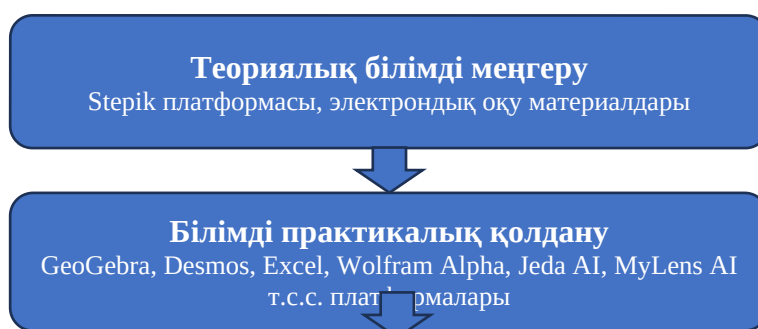 Теориялық білімді меңгеру
Stepik платформасы, электрондық оқу материалдары
Білімді практикалық қолдану
GeoGebra, Desmos, Excel, Wolfram Alpha, Jeda AI, MyLens AI
т.с.с. платформалары